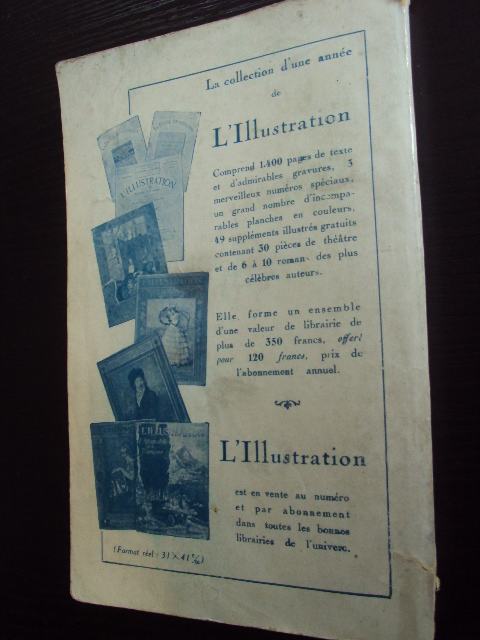 La collection d'une année
de
L'Illustration
Comprend 1.400 pages de texte
et d'admirables gravures, 3
merveilleux numéros spéciaux,
un grand nombre d'incompa-
rables planches en couleurs,
49 suppléments illustrés gratuits
contenant 30 pièces de théâtre
et de 6 à 10 romans des plus
célèbres auteurs.
Elle forme un ensemble
d'une valeur de librairie de
plus de 350 francs, offert
pour 120 francs, prix de
l'abonnement annuel.
L'Illustration
est en vente au numéro
et par abonnement
dans toutes les bonnes
librairies de l'univers.
L'ILLUSTRATION
(Format réel : 31 × 41 c/m)